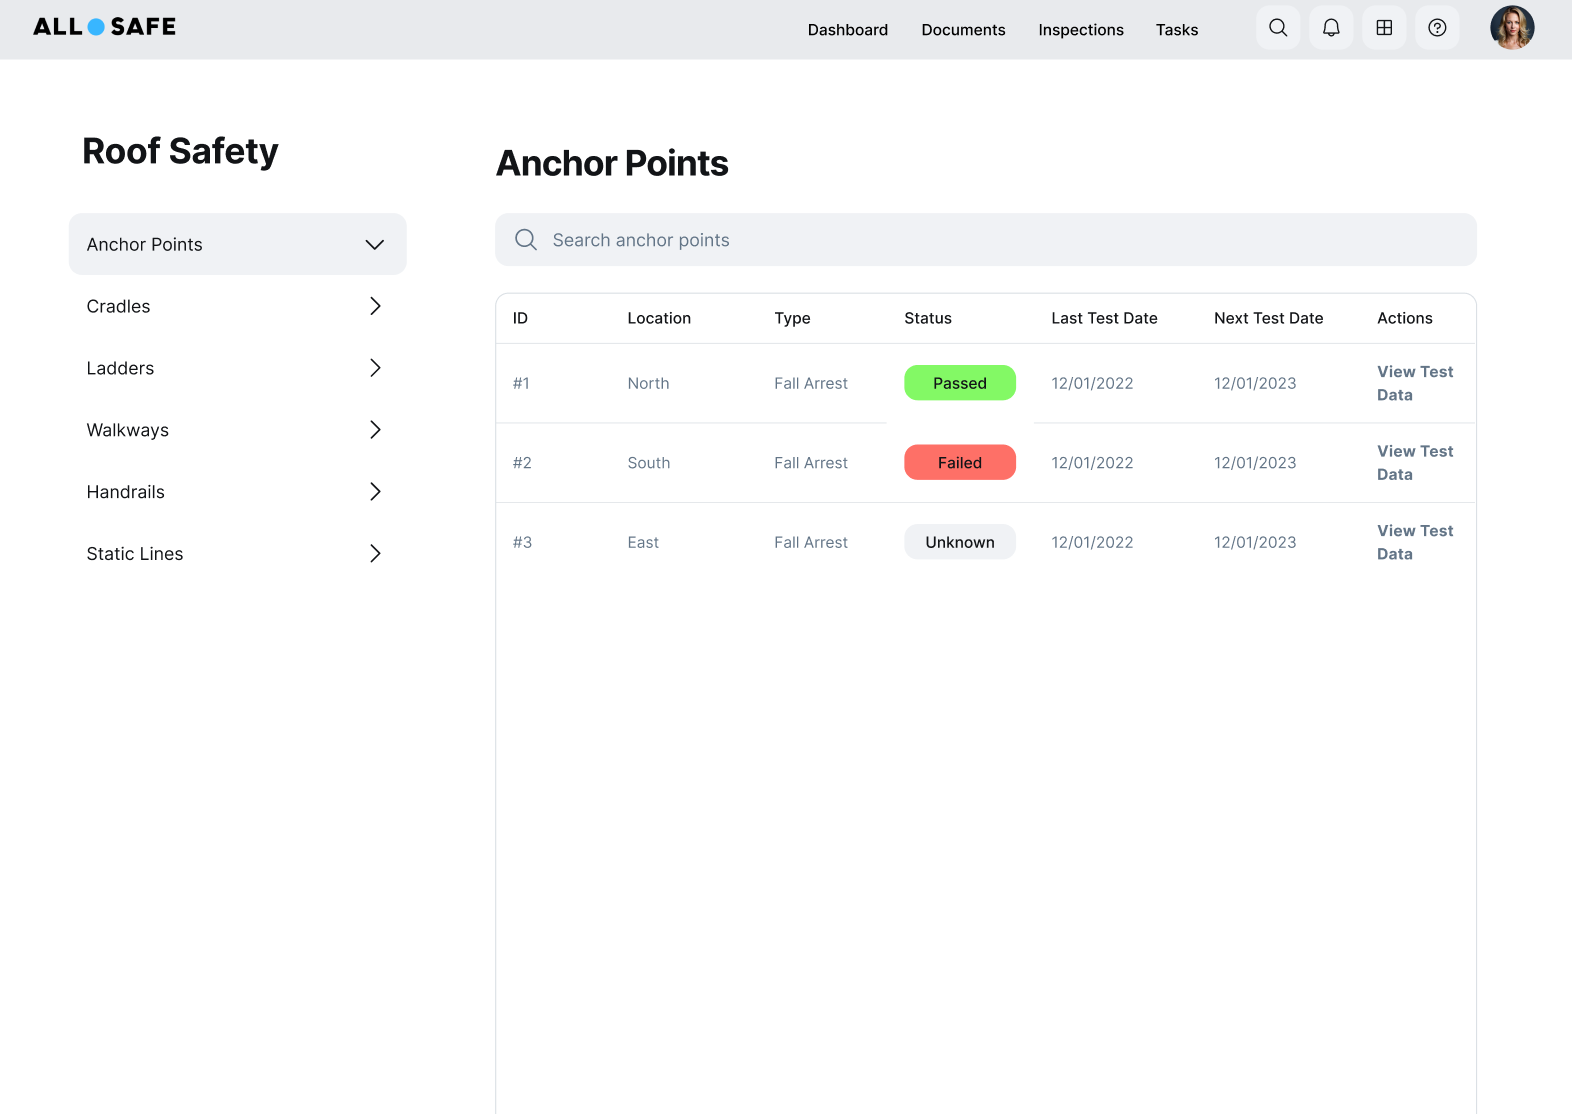 ALL SAFE
Dashboard Documents Inspections Tasks
Roof Safety
Anchor Points
Cradles
Ladders
Walkways
Handrails
Static Lines
Anchor Points
Search anchor points
ID Location Type Status Last Test Date Next Test Date Actions
#1 North Fall Arrest Passed 12/01/2022 12/01/2023 View Test
Data
#2 South Fall Arrest Failed 12/01/2022 12/01/2023 View Test
Data
#3 East Fall Arrest Unknown 12/01/2022 12/01/2023 View Test
Data